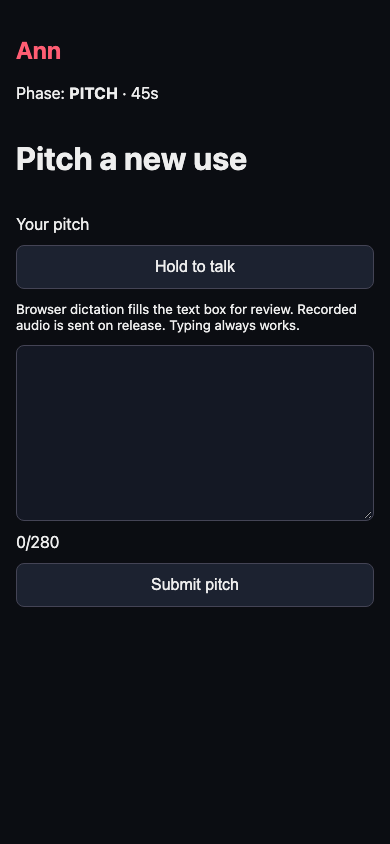 Ann
Phase: PITCH · 45s
Pitch a new use
Your pitch
Hold to talk
Browser dictation fills the text box for review. Recorded
audio is sent on release. Typing always works.
0/280
Submit pitch